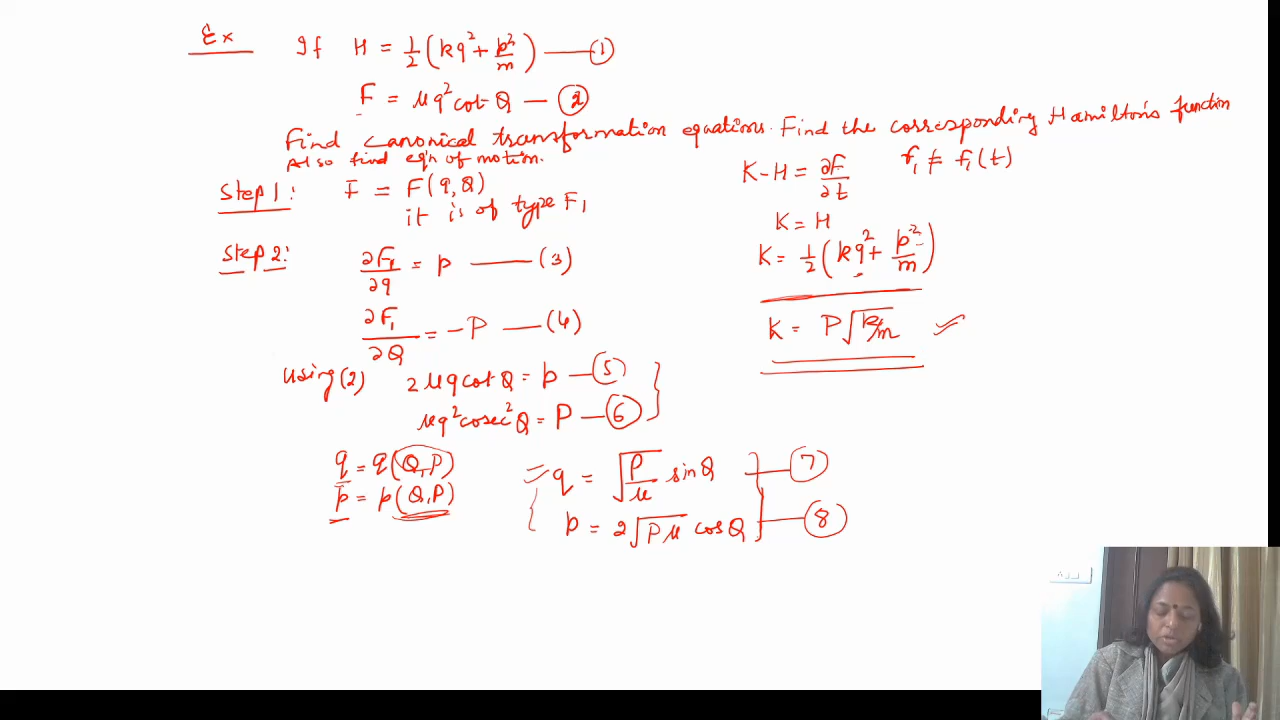 Ex If H = 1/2 (kq² + p²/m) — (1)
F = μq² cot Q — (2)
Find canonical transformation equations. Find the corresponding Hamilton's function
Also find eqn of motion.
Step 1: F = F(q,Q)
it is of type F₁
Step 2: ∂F₁/∂q = p — (3)
∂F₁/∂Q = -P — (4)
Using (2) 2μq cot Q = p — (5)
μq² cosec² Q = P — (6)
q = q(Q,P)
p = p(Q,P)
q = √(P/μ) sin Q — (7)
p = 2√(Pμ) cos Q — (8)
K-H = ∂F/∂t F₁ ≠ F₁(t)
K = H
K = 1/2 (kq² + p²/m)
K = P√(k/m)